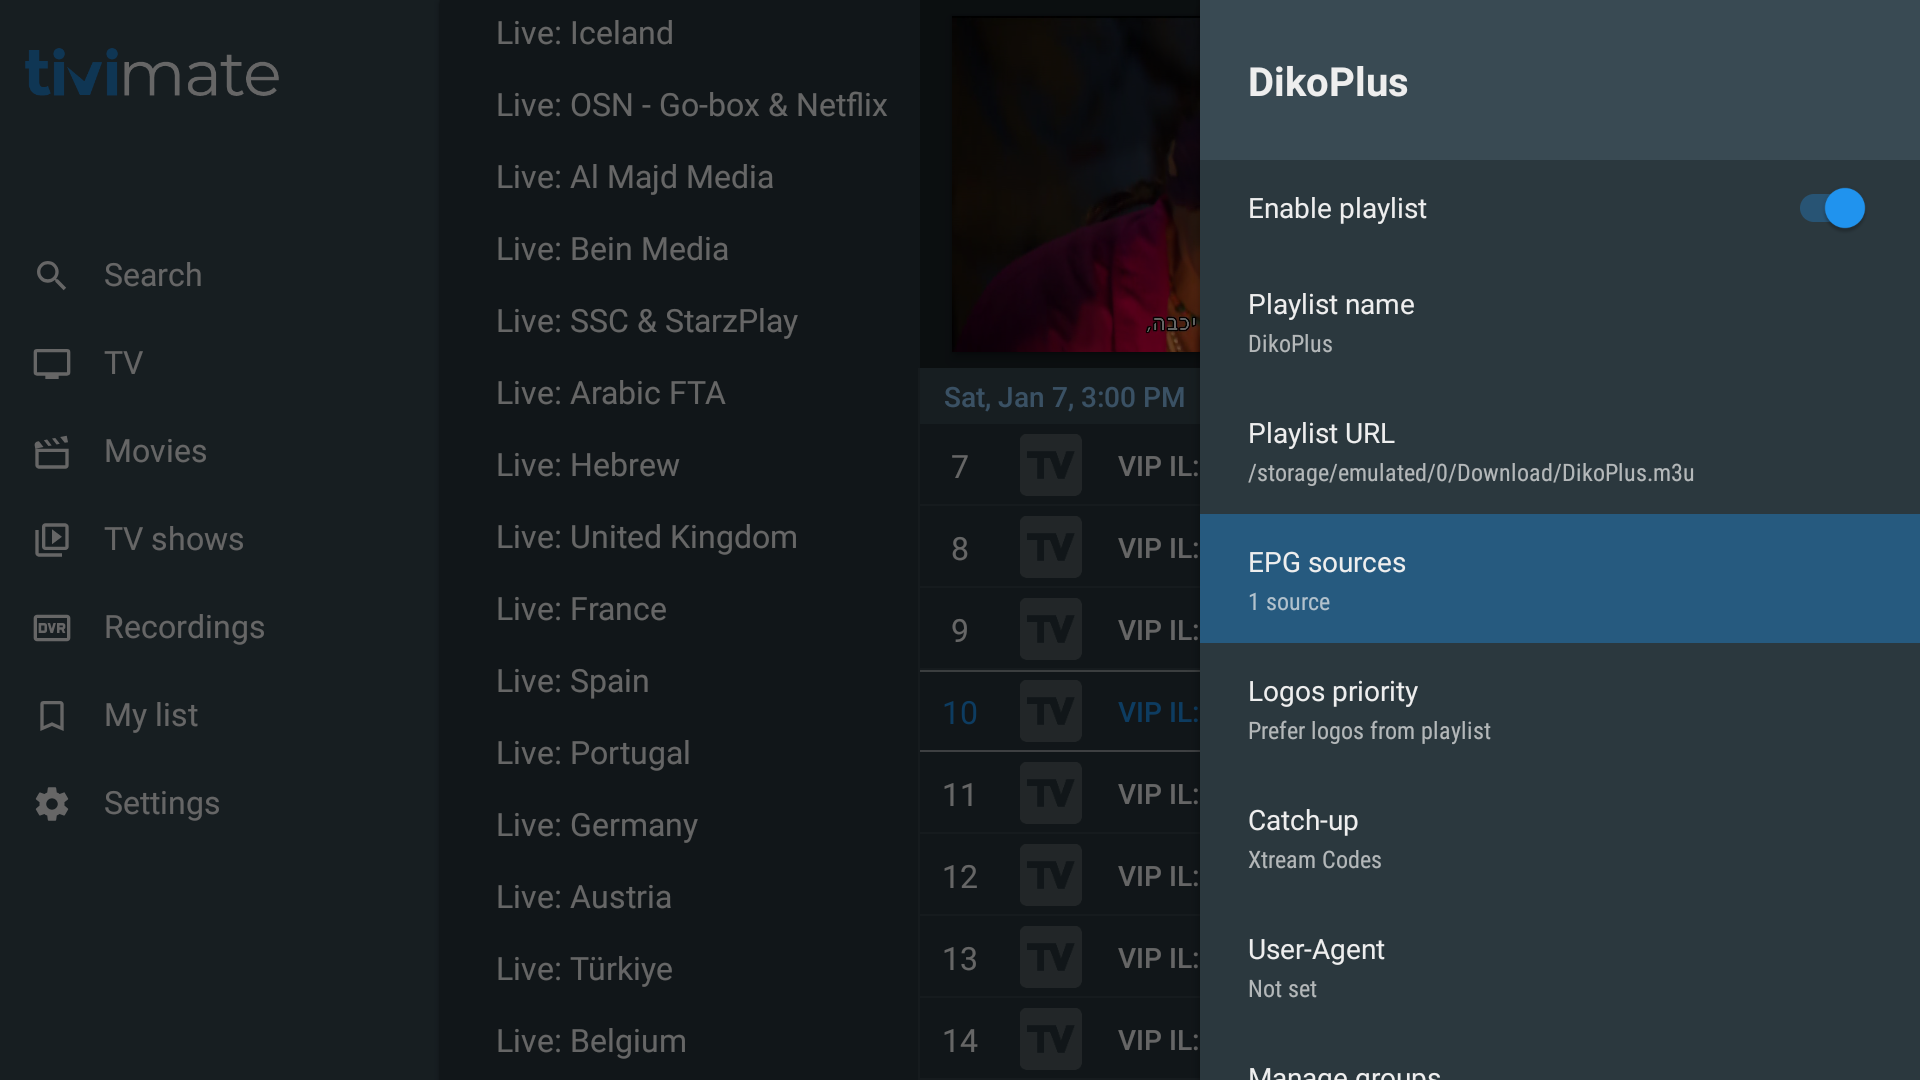 tivimate
Search
TV
Movies
TV shows
DVR
Recordings
My list
Settings
Live: Iceland
Live: OSN - Go-box & Netflix
Live: Al Majd Media
Live: Bein Media
Live: SSC & StarzPlay
Live: Arabic FTA
Live: Hebrew
Live: United Kingdom
Live: France
Live: Spain
Live: Portugal
Live: Germany
Live: Austria
Live: Türkiye
Live: Belgium
יכבה,
Sat, Jan 7, 3:00 PM
7 TV VIP IL:
8 TV VIP IL:
9 TV VIP IL:
10 TV VIP IL:
11 TV VIP IL:
12 TV VIP IL:
13 TV VIP IL:
14 TV VIP IL:
DikoPlus
Enable playlist
Playlist name
DikoPlus
Playlist URL
/storage/emulated/0/Download/DikoPlus.m3u
EPG sources
1 source
Logos priority
Prefer logos from playlist
Catch-up
Xtream Codes
User-Agent
Not set
Manage groups